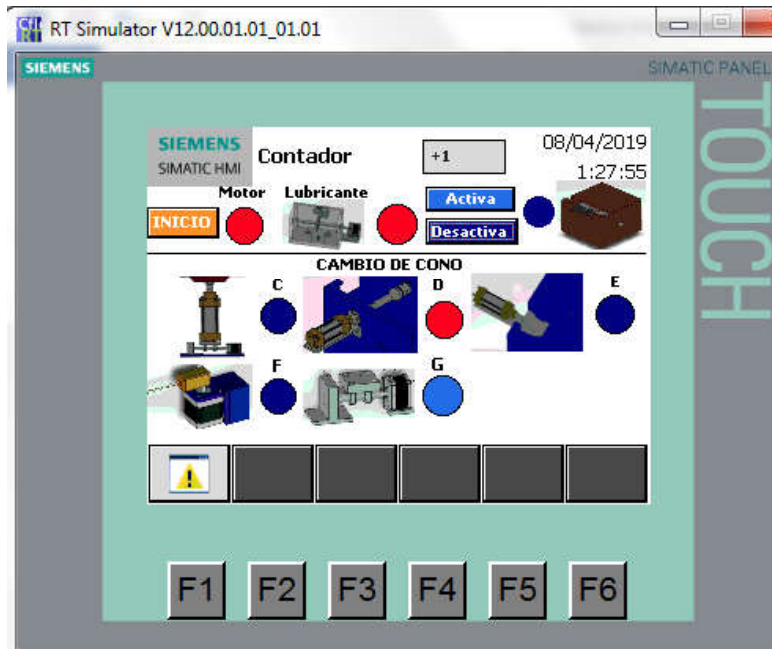 RT Simulator V12.00.01.01_01.01
SIEMENS
SIMATIC PANEL
TOUCH
SIEMENS
SIMATIC HMI
Contador
+1
08/04/2019
1:27:55
Motor
Lubricante
INICIO
Activa
Desactiva
CAMBIO DE CONO
C
D
E
F
G
F1 F2 F3 F4 F5 F6